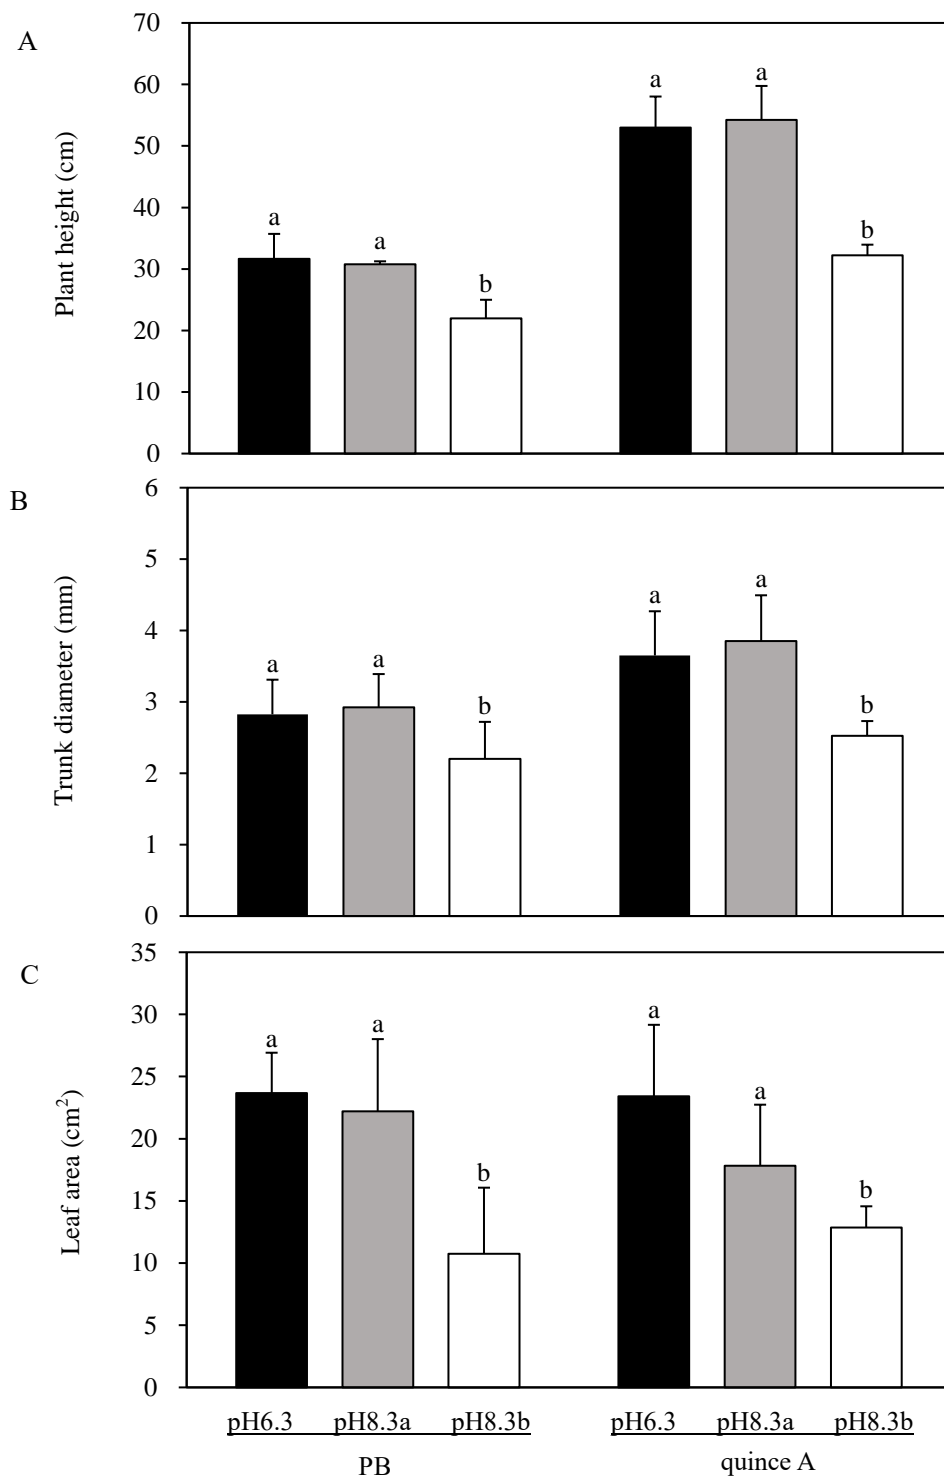 A
Plant height (cm)
70
60
50
40
30
20
10
0
a
a
b
a
a
b
B
Trunk diameter (mm)
6
5
4
3
2
1
0
a
a
b
a
a
b
C
Leaf area (cm²)
35
30
25
20
15
10
5
0
a
a
b
a
a
b
pH6.3 pH8.3a pH8.3b pH6.3 pH8.3a pH8.3b
PB quince A